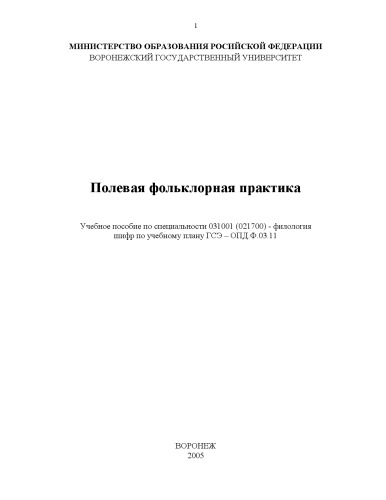 1
МИНИСТЕРСТВО ОБРАЗОВАНИЯ РОСИЙСКОЙ ФЕДЕРАЦИИ
ВОРОНЕЖСКИЙ ГОСУДАРСТВЕННЫЙ УНИВЕРСИТЕТ
Полевая фольклорная практика
Учебное пособие по специальности 031001 (021700) - филология
шифр по учебному плану ГСЭ – ОПД.Ф.03.11
ВОРОНЕЖ
2005